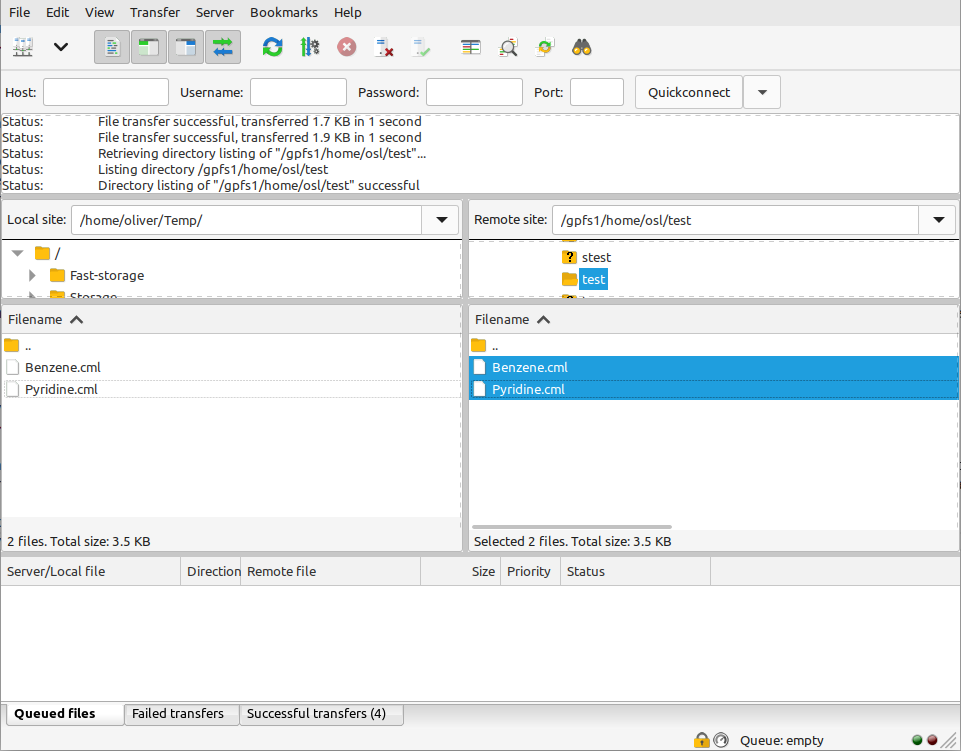 File Edit View Transfer Server Bookmarks Help
Host: Username: Password: Port: Quickconnect
Status: File transfer successful, transferred 1.7 KB in 1 second
Status: File transfer successful, transferred 1.9 KB in 1 second
Status: Retrieving directory listing of "/gpfs1/home/osl/test"...
Status: Listing directory /gpfs1/home/osl/test
Status: Directory listing of "/gpfs1/home/osl/test" successful
Local site: /home/oliver/Temp/
/
Fast-storage
Storage
Remote site: /gpfs1/home/osl/test
stest
test
Filename
..
Benzene.cml
Pyridine.cml
2 files. Total size: 3.5 KB
Filename
..
Benzene.cml
Pyridine.cml
Selected 2 files. Total size: 3.5 KB
Server/Local file Direction Remote file Size Priority Status
Queued files Failed transfers Successful transfers (4)
Queue: empty